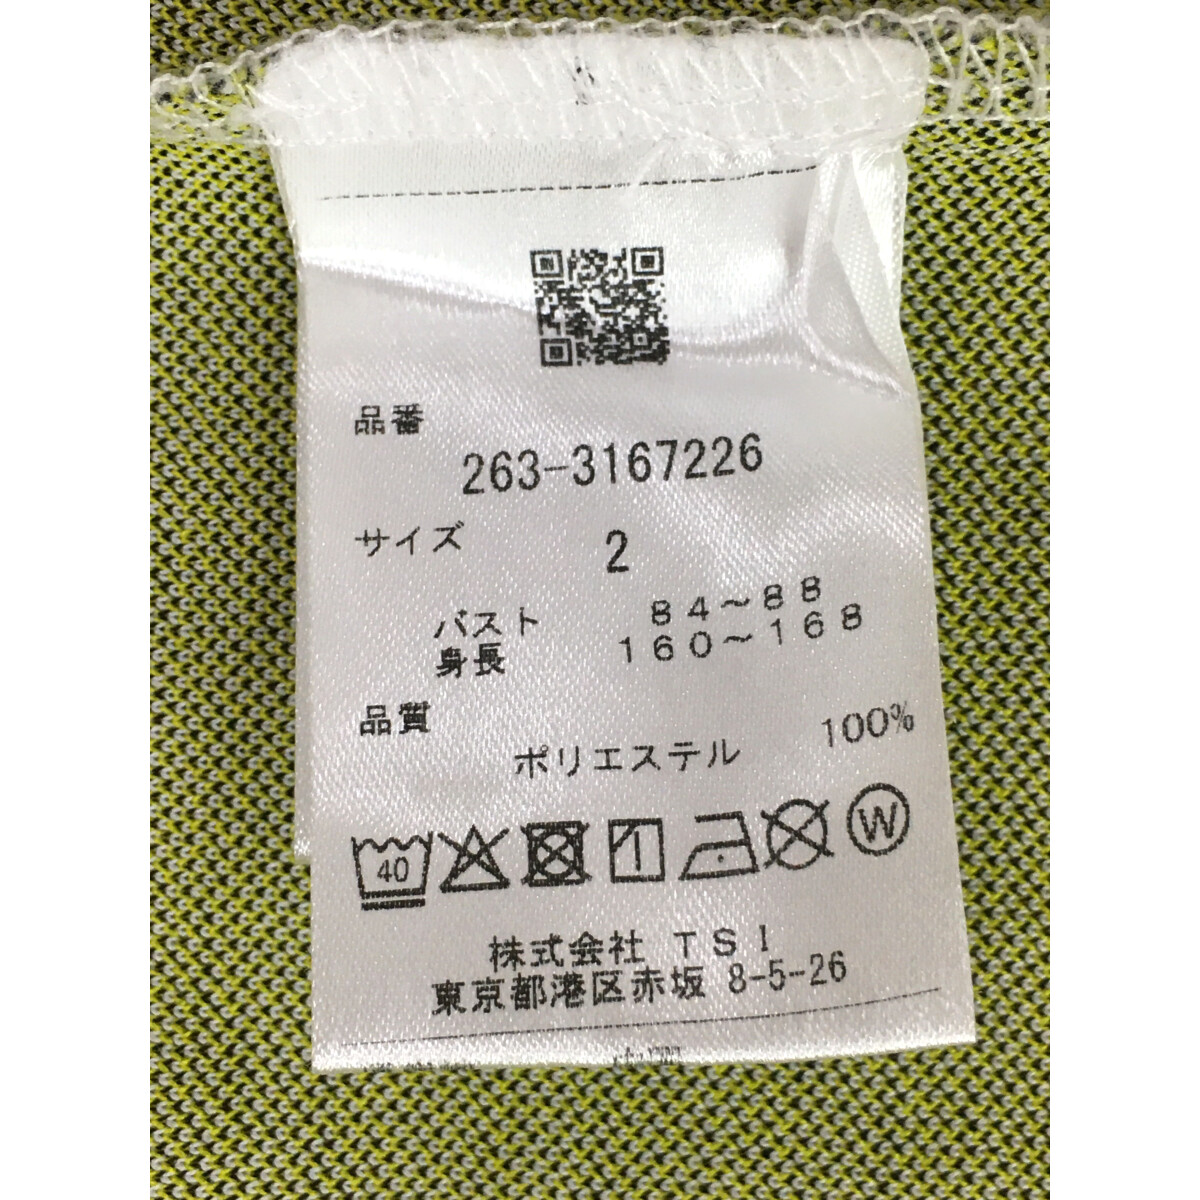 品番
263-3167226
サイズ 2
バスト 84～88
身長 160～168
品質
ポリエステル 100%
40 W
株式会社 TSI
東京都港区赤坂 8-5-26